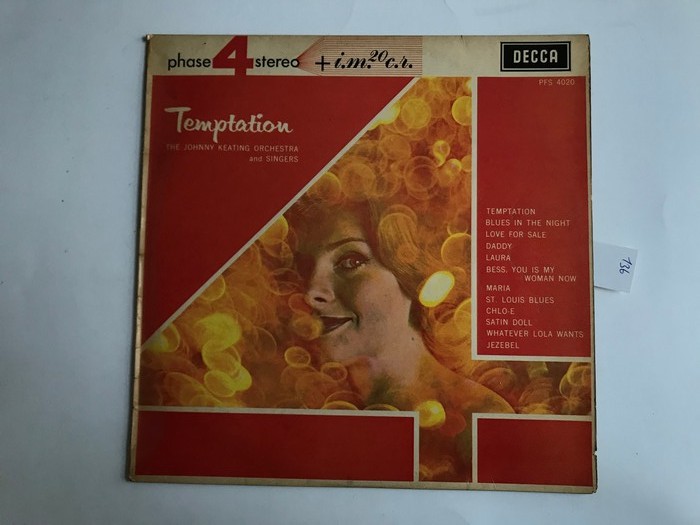 phase 4 stereo + i.m.20c.r.
DECCA
PFS 4020
Temptation
THE JOHNNY KEATING ORCHESTRA
and SINGERS
TEMPTATION
BLUES IN THE NIGHT
LOVE FOR SALE
DADDY
LAURA
BESS, YOU IS MY
WOMAN NOW
MARIA
ST. LOUIS BLUES
CHLO-E
SATIN DOLL
WHATEVER LOLA WANTS
JEZEBEL
736